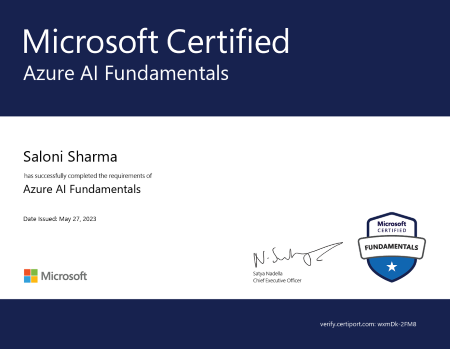 Microsoft Certified
Azure AI Fundamentals
Saloni Sharma
has successfully completed the requirements of
Azure AI Fundamentals
Date Issued: May 27, 2023
Microsoft
CERTIFIED
FUNDAMENTALS
Satya Nadella
Chief Executive Officer
Microsoft
verify.certiport.com: wxmDk-2FM8